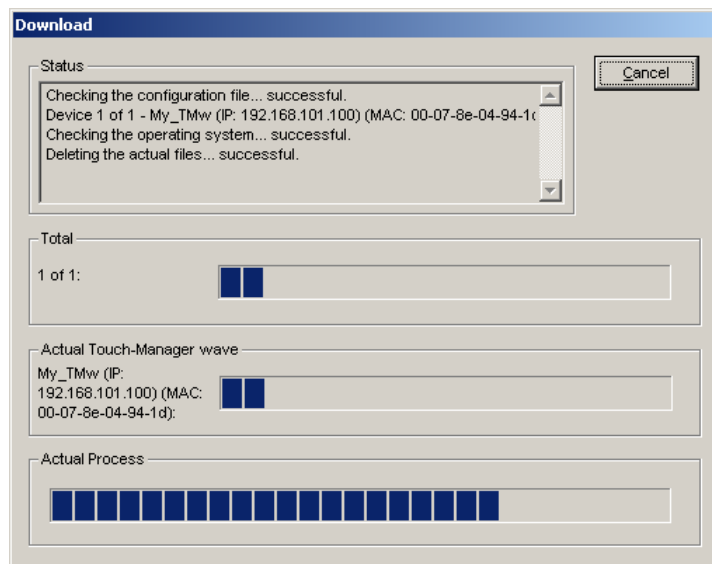 Download
Status
Checking the configuration file... successful.
Device 1 of 1 - My_TMw (IP: 192.168.101.100) (MAC: 00-07-8e-04-94-1d
Checking the operating system... successful.
Deleting the actual files... successful.
Cancel
Total
1 of 1:
Actual Touch-Manager wave
My_TMw (IP:
192.168.101.100) (MAC:
00-07-8e-04-94-1d):
Actual Process